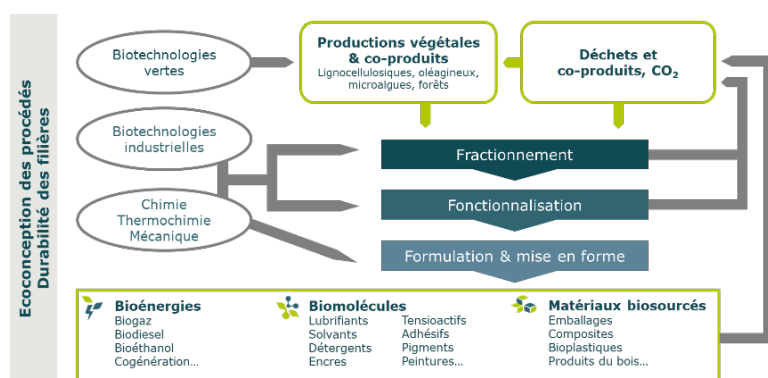 Ecoconception des procédés
Durabilité des filières
Biotechnologies
vertes
Productions végétales
& co-produits
Lignocellulosiques, oléagineux,
microalgues, forêts
Déchets et
co-produits, CO₂
Biotechnologies
industrielles
Fractionnement
Chimie
Thermochimie
Mécanique
Fonctionnalisation
Formulation & mise en forme
Bioénergies
Biogaz
Biodiesel
Bioéthanol
Cogénération...
Biomolécules
Lubrifiants
Solvants
Détergents
Encres
Tensioactifs
Adhésifs
Pigments
Peintures...
Matériaux biosourcés
Emballages
Composites
Bioplastiques
Produits du bois...